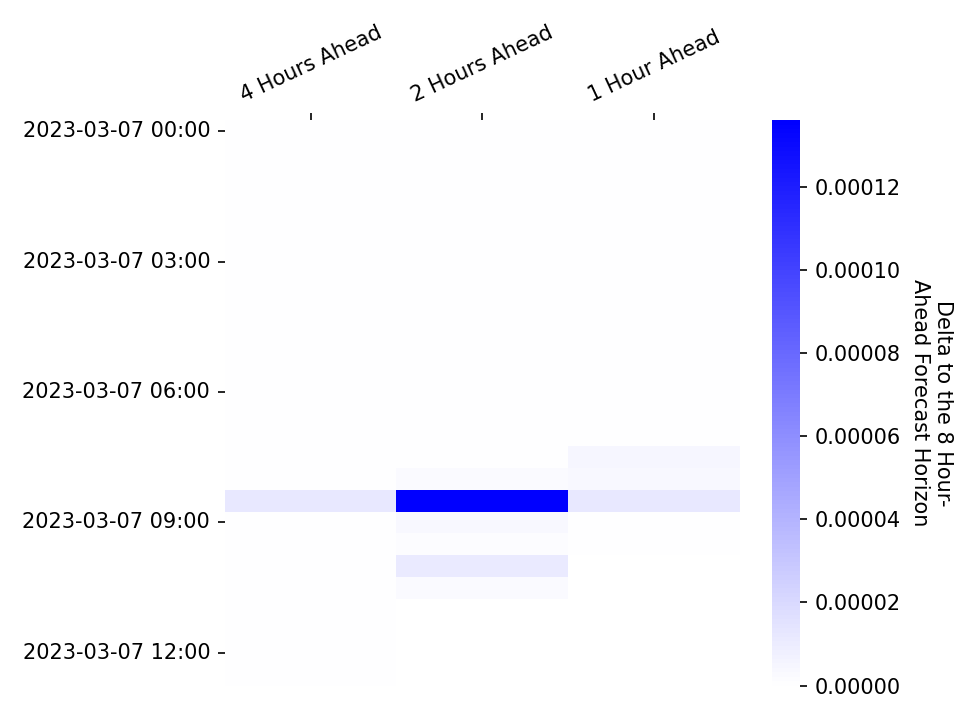 4 Hours Ahead
2 Hours Ahead
1 Hour Ahead
2023-03-07 00:00
2023-03-07 03:00
2023-03-07 06:00
2023-03-07 09:00
2023-03-07 12:00
0.00012
0.00010
0.00008
0.00006
0.00004
0.00002
0.00000
Delta to the 8 Hour-
Ahead Forecast Horizon